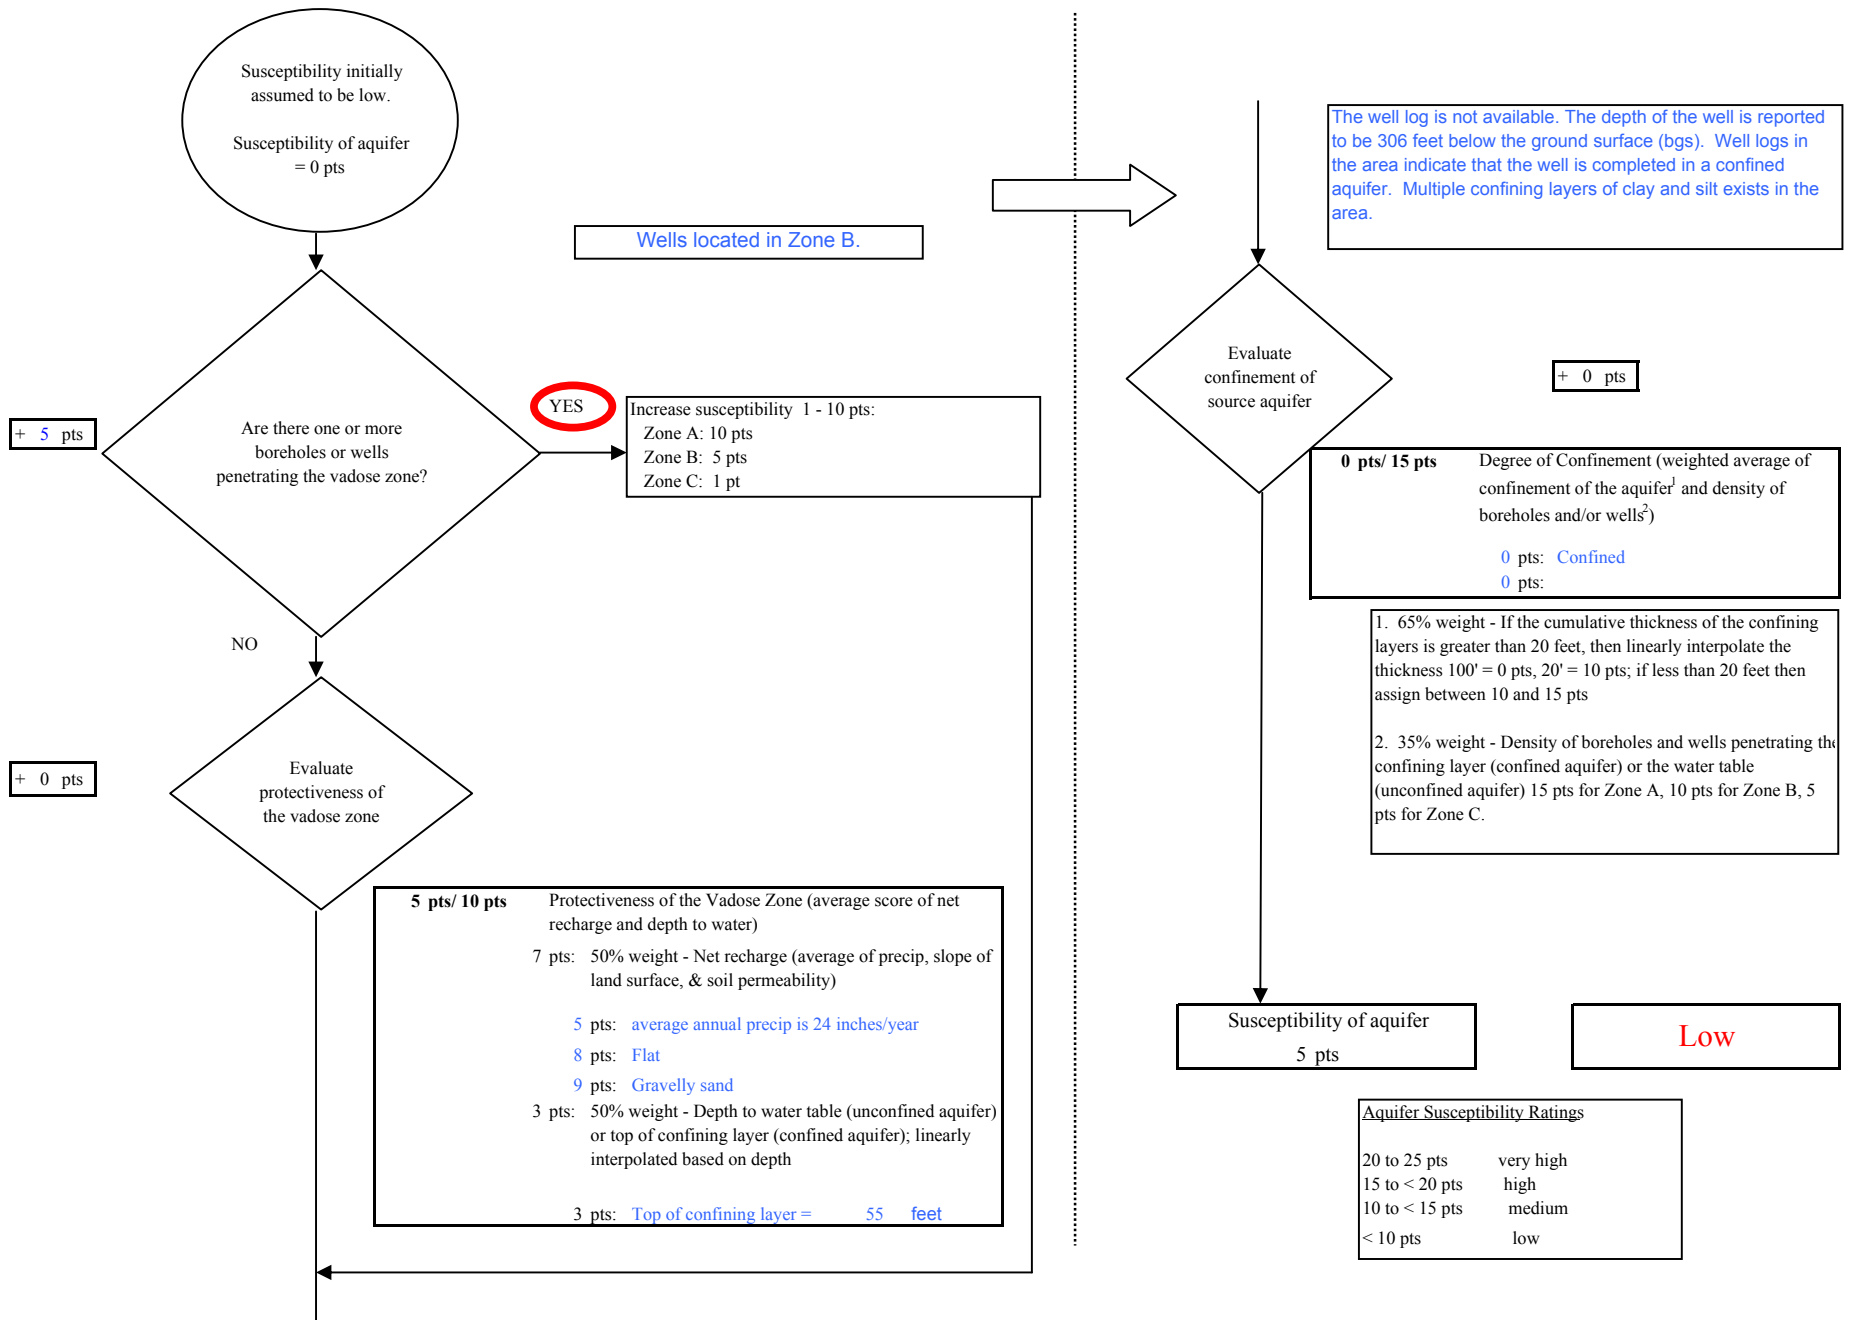 Susceptibility initially
assumed to be low.
Susceptibility of aquifer
= 0 pts
Wells located in Zone B.
YES
Increase susceptibility 1 - 10 pts:
Zone A: 10 pts
Zone B: 5 pts
Zone C: 1 pt
+ 5 pts
Are there one or more
boreholes or wells
penetrating the vadose zone?
NO
+ 0 pts
Evaluate
protectiveness of
the vadose zone
5 pts/ 10 pts Protectiveness of the Vadose Zone (average score of net
recharge and depth to water)
7 pts: 50% weight - Net recharge (average of precip, slope of
land surface, & soil permeability)
5 pts: average annual precip is 24 inches/year
8 pts: Flat
9 pts: Gravelly sand
3 pts: 50% weight - Depth to water table (unconfined aquifer)
or top of confining layer (confined aquifer); linearly
interpolated based on depth
3 pts: Top of confining layer = 55 feet
The well log is not available. The depth of the well is reported
to be 306 feet below the ground surface (bgs). Well logs in
the area indicate that the well is completed in a confined
aquifer. Multiple confining layers of clay and silt exists in the
area.
Evaluate
confinement of
source aquifer
+ 0 pts
0 pts/ 15 pts Degree of Confinement (weighted average of
confinement of the aquifer1 and density of
boreholes and/or wells2)
0 pts: Confined
0 pts:
1. 65% weight - If the cumulative thickness of the confining
layers is greater than 20 feet, then linearly interpolate the
thickness 100' = 0 pts, 20' = 10 pts; if less than 20 feet then
assign between 10 and 15 pts
2. 35% weight - Density of boreholes and wells penetrating the
confining layer (confined aquifer) or the water table
(unconfined aquifer) 15 pts for Zone A, 10 pts for Zone B, 5
pts for Zone C.
Susceptibility of aquifer
5 pts
Low
Aquifer Susceptibility Ratings
20 to 25 pts very high
15 to < 20 pts high
10 to < 15 pts medium
< 10 pts low